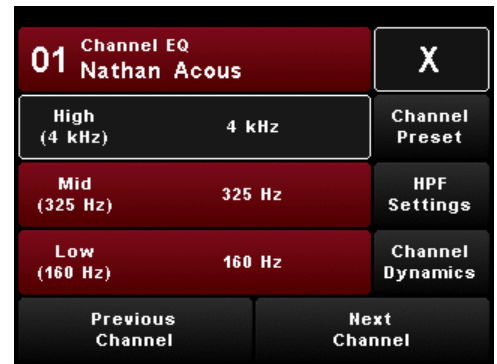 01 Channel EQ
Nathan Acous
X
High
(4 kHz)
4 kHz
Channel
Preset
Mid
(325 Hz)
325 Hz
HPF
Settings
Low
(160 Hz)
160 Hz
Channel
Dynamics
Previous
Channel
Next
Channel